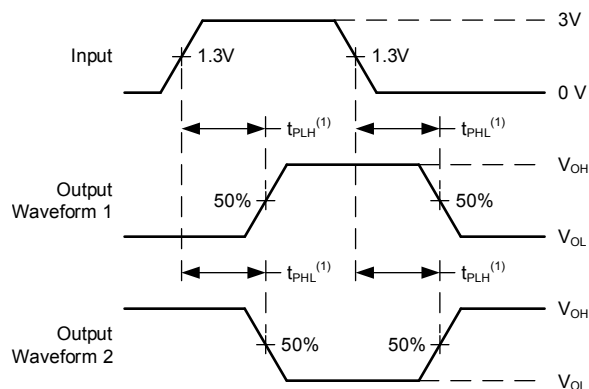 3V
Input
1.3V
1.3V
0 V
tPLH(1)
tPHL(1)
VOH
Output
Waveform 1
50%
50%
VOL
tPHL(1)
tPLH(1)
VOH
Output
Waveform 2
50%
50%
VOL